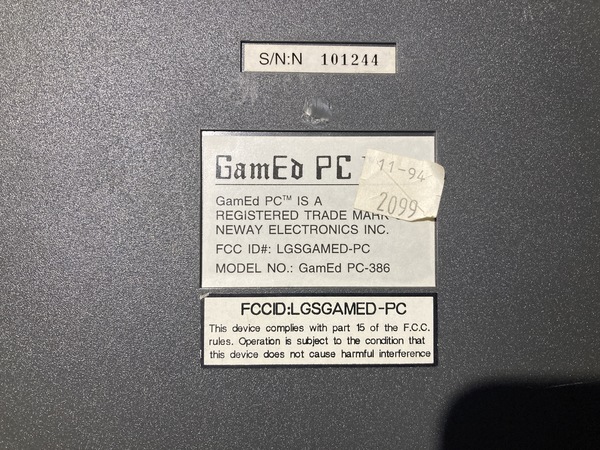 S/N:N 101244
GamEd PC
11-94
2099
GamEd PC™ IS A
REGISTERED TRADE MARK
NEWAY ELECTRONICS INC.
FCC ID#: LGSGAMED-PC
MODEL NO.: GamEd PC-386
FCCID:LGSGAMED-PC
This device complies with part 15 of the F.C.C.
rules. Operation is subject to the condition that
this device does not cause harmful interference